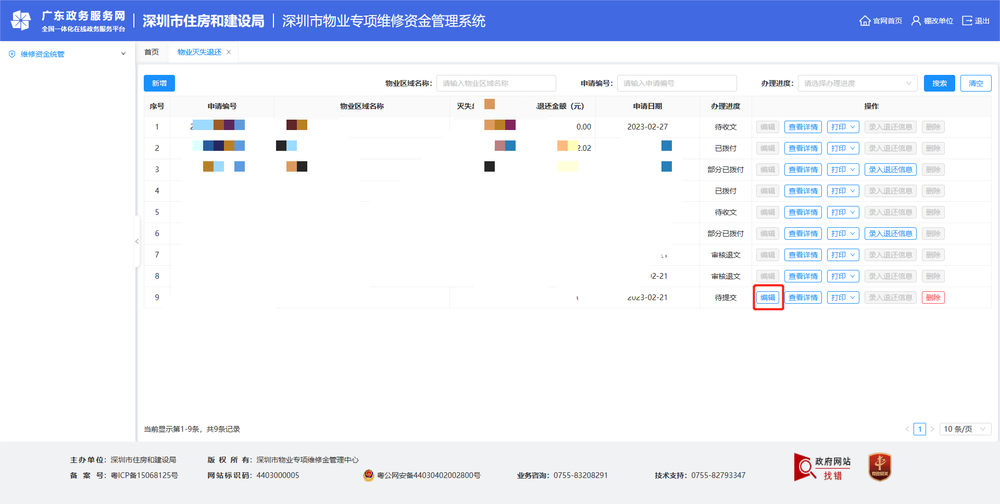 广东政务服务网
全国一体化在线政务服务平台
深圳市住房和建设局
深圳市物业专项维修资金管理系统
官网首页 棚改单位 退出
维修资金统管
首页 物业灭失退还
新增 物业区域名称： 请输入物业区域名称 申请编号： 请输入申请编号 办理进度： 请选择办理进度 搜索 清空
序号 申请编号 物业区域名称 灭失 退还金额（元） 申请日期 办理进度 操作
1 2 0.00 2023-02-27 待收文 编辑 查看详情 打印 录入退还信息 删除
2 2.02 已拨付 编辑 查看详情 打印 录入退还信息 删除
3 部分已拨付 编辑 查看详情 打印 录入退还信息 删除
4 已拨付 编辑 查看详情 打印 录入退还信息 删除
5 待收文 编辑 查看详情 打印 录入退还信息 删除
6 部分已拨付 编辑 查看详情 打印 录入退还信息 删除
7 审核退文 编辑 查看详情 打印 录入退还信息 删除
8 02-21 审核退文 编辑 查看详情 打印 录入退还信息 删除
9 2023-02-21 待提交 编辑 查看详情 打印 录入退还信息 删除
当前显示第1-9条，共9条记录 < 1 > 10 条/页
主办单位：深圳市住房和建设局 版权所有：深圳市物业专项维修金管理中心
备案号：粤ICP备15068125号 网站标识码：4403000005 粤公网安备44030402002800号 业务咨询：0755-83208291 技术支持：0755-82793347
政府网站
找错
党政机关